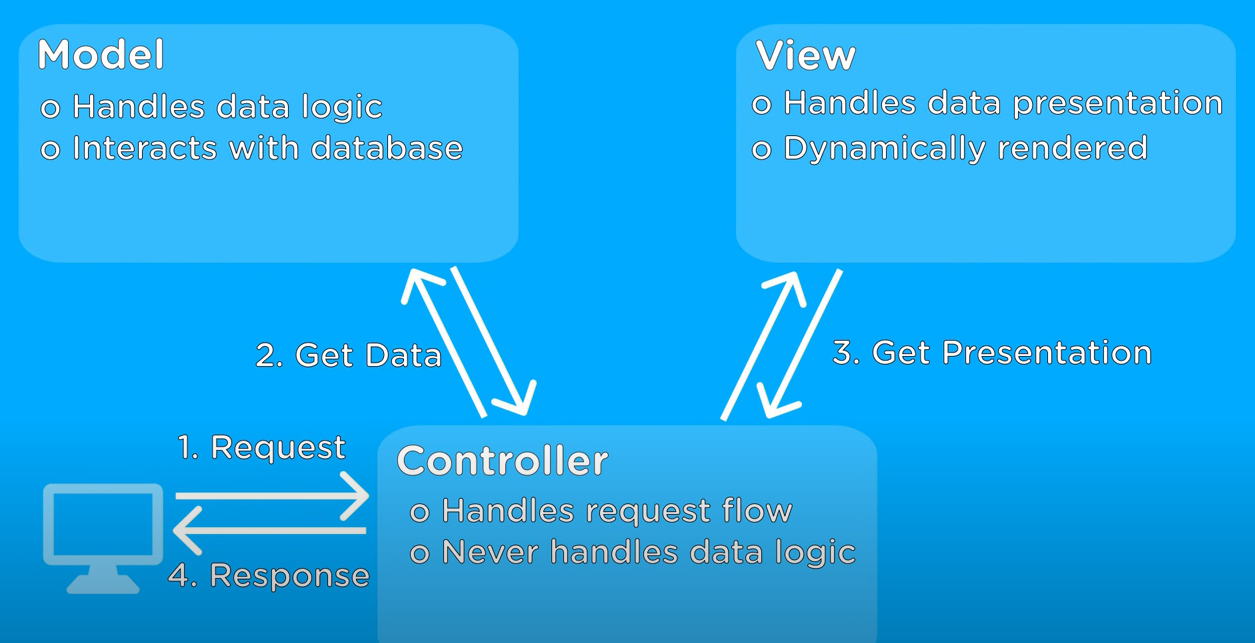 Model
o Handles data logic
o Interacts with database
View
o Handles data presentation
o Dynamically rendered
2. Get Data
3. Get Presentation
1. Request
4. Response
Controller
o Handles request flow
o Never handles data logic